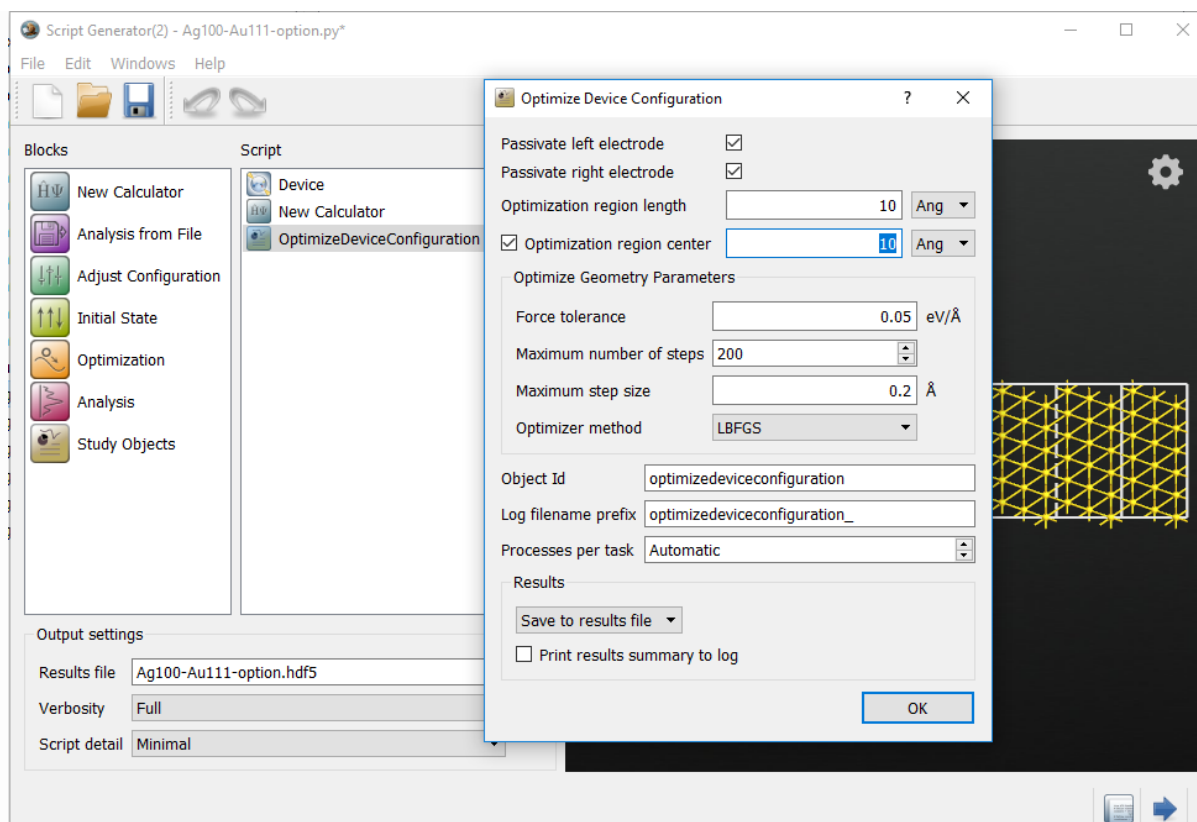 Script Generator(2) - Ag100-Au111-option.py*
File Edit Windows Help
Blocks
New Calculator
Analysis from File
Adjust Configuration
Initial State
Optimization
Analysis
Study Objects
Script
Device
New Calculator
OptimizeDeviceConfiguration
Output settings
Results file Ag100-Au111-option.hdf5
Verbosity Full
Script detail Minimal
Optimize Device Configuration ?
Passivate left electrode
Passivate right electrode
Optimization region length 10 Ang
Optimization region center 10 Ang
Optimize Geometry Parameters
Force tolerance 0.05 eV/Å
Maximum number of steps 200
Maximum step size 0.2 Å
Optimizer method LBFGS
Object Id optimizedeviceconfiguration
Log filename prefix optimizedeviceconfiguration_
Processes per task Automatic
Results
Save to results file
Print results summary to log
OK